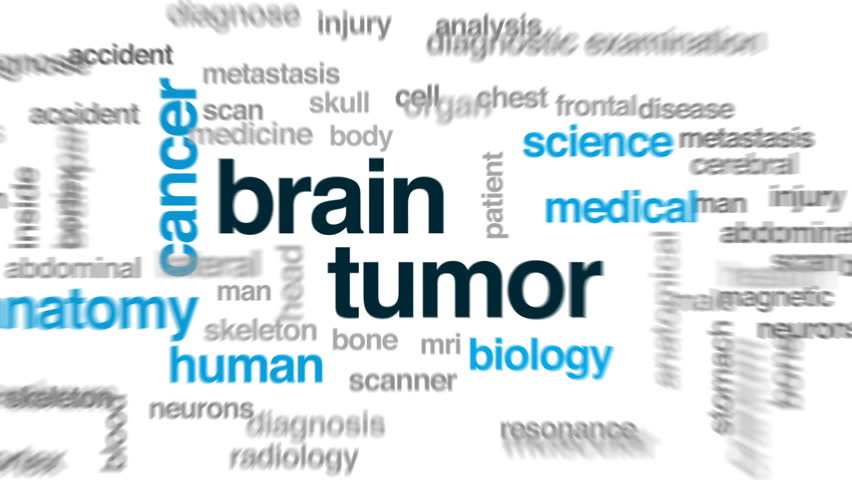 diagnose
injury
analysis
diagnostic examination
accident
metastasis
accident
scan
skull
cell
organ
chest
frontal
disease
medicine
body
science
metastasis
cerebral
cancer
brain
patient
medical
man
injury
inside
abdominal
abdominal
head
tumor
man
scan
anatomical
male
magnetic
natomy
skeleton
bone
mri
biology
neurons
human
scanner
stomach
skeleton
neurons
diagnosis
resonance
blood
radiology